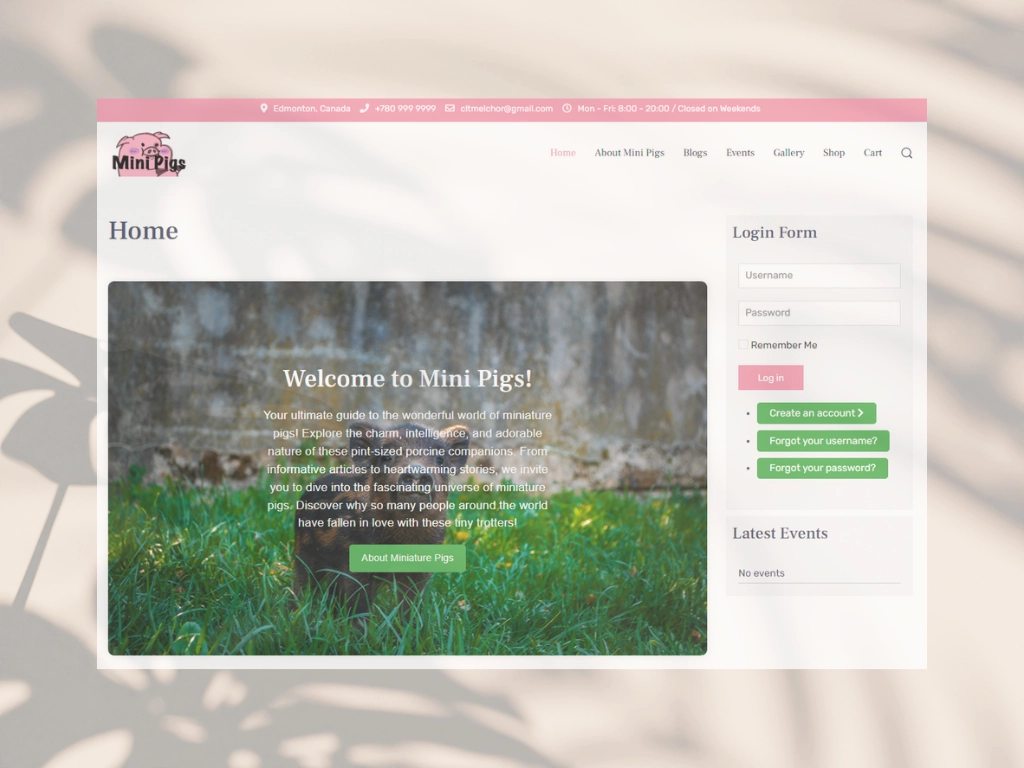 Edmonton, Canada +780 999 9999 citmelchor@gmail.com Mon - Fri: 8:00 - 20:00 / Closed on Weekends
Mini Pigs
Home About Mini Pigs Blogs Events Gallery Shop Cart
Home
Welcome to Mini Pigs!
Your ultimate guide to the wonderful world of miniature
pigs! Explore the charm, intelligence, and adorable
nature of these pint-sized porcine companions. From
informative articles to heartwarming stories, we invite
you to dive into the fascinating universe of miniature
pigs. Discover why so many people around the world
have fallen in love with these tiny trotters!
About Miniature Pigs
Login Form
Username
Password
Remember Me
Log in
Create an account
Forgot your username?
Forgot your password?
Latest Events
No events